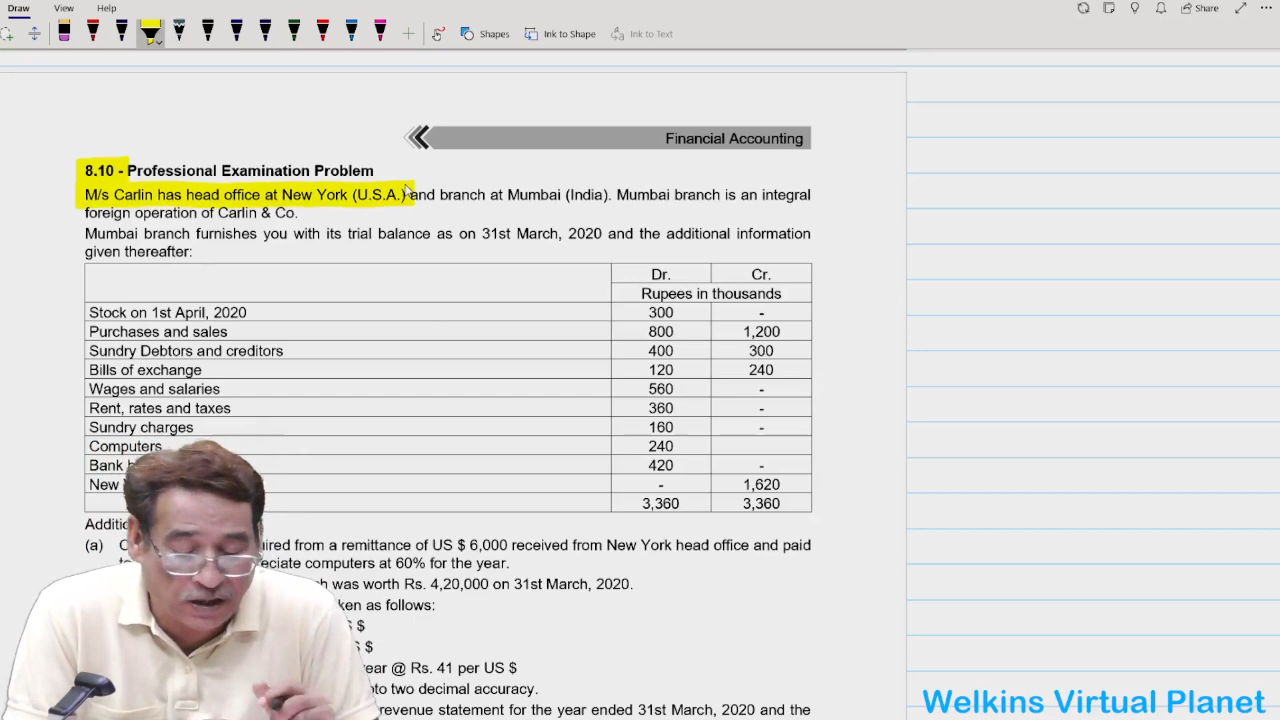 Draw View Help
Share
Shapes Ink to Shape Ink to Text
Financial Accounting
8.10 - Professional Examination Problem
M/s Carlin has head office at New York (U.S.A.) and branch at Mumbai (India). Mumbai branch is an integral
foreign operation of Carlin & Co.
Mumbai branch furnishes you with its trial balance as on 31st March, 2020 and the additional information
given thereafter:
Dr. Cr.
Rupees in thousands
Stock on 1st April, 2020 300 -
Purchases and sales 800 1,200
Sundry Debtors and creditors 400 300
Bills of exchange 120 240
Wages and salaries 560 -
Rent, rates and taxes 360 -
Sundry charges 160 -
Computers 240
Bank 420 -
New - 1,620
3,360 3,360
(a) from a remittance of US $ 6,000 received from New York head office and paid
computers at 60% for the year.
was worth Rs. 4,20,000 on 31st March, 2020.
as follows:
$
$
@ Rs. 41 per US $
two decimal accuracy.
revenue statement for the year ended 31st March, 2020 and the
Welkins Virtual Planet